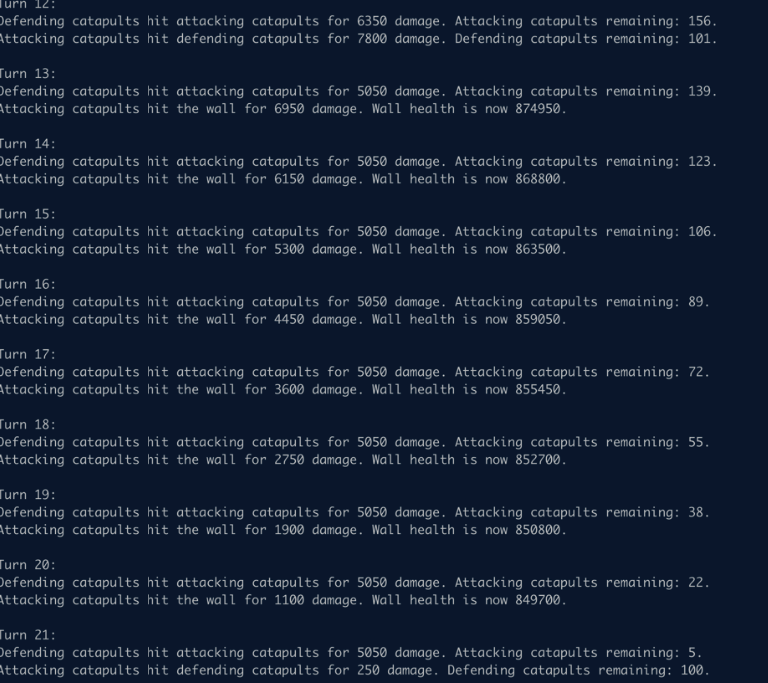 Turn 12:
Defending catapults hit attacking catapults for 6350 damage. Attacking catapults remaining: 156.
Attacking catapults hit defending catapults for 7800 damage. Defending catapults remaining: 101.
Turn 13:
Defending catapults hit attacking catapults for 5050 damage. Attacking catapults remaining: 139.
Attacking catapults hit the wall for 6950 damage. Wall health is now 874950.
Turn 14:
Defending catapults hit attacking catapults for 5050 damage. Attacking catapults remaining: 123.
Attacking catapults hit the wall for 6150 damage. Wall health is now 868800.
Turn 15:
Defending catapults hit attacking catapults for 5050 damage. Attacking catapults remaining: 106.
Attacking catapults hit the wall for 5300 damage. Wall health is now 863500.
Turn 16:
Defending catapults hit attacking catapults for 5050 damage. Attacking catapults remaining: 89.
Attacking catapults hit the wall for 4450 damage. Wall health is now 859050.
Turn 17:
Defending catapults hit attacking catapults for 5050 damage. Attacking catapults remaining: 72.
Attacking catapults hit the wall for 3600 damage. Wall health is now 855450.
Turn 18:
Defending catapults hit attacking catapults for 5050 damage. Attacking catapults remaining: 55.
Attacking catapults hit the wall for 2750 damage. Wall health is now 852700.
Turn 19:
Defending catapults hit attacking catapults for 5050 damage. Attacking catapults remaining: 38.
Attacking catapults hit the wall for 1900 damage. Wall health is now 850800.
Turn 20:
Defending catapults hit attacking catapults for 5050 damage. Attacking catapults remaining: 22.
Attacking catapults hit the wall for 1100 damage. Wall health is now 849700.
Turn 21:
Defending catapults hit attacking catapults for 5050 damage. Attacking catapults remaining: 5.
Attacking catapults hit defending catapults for 250 damage. Defending catapults remaining: 100.